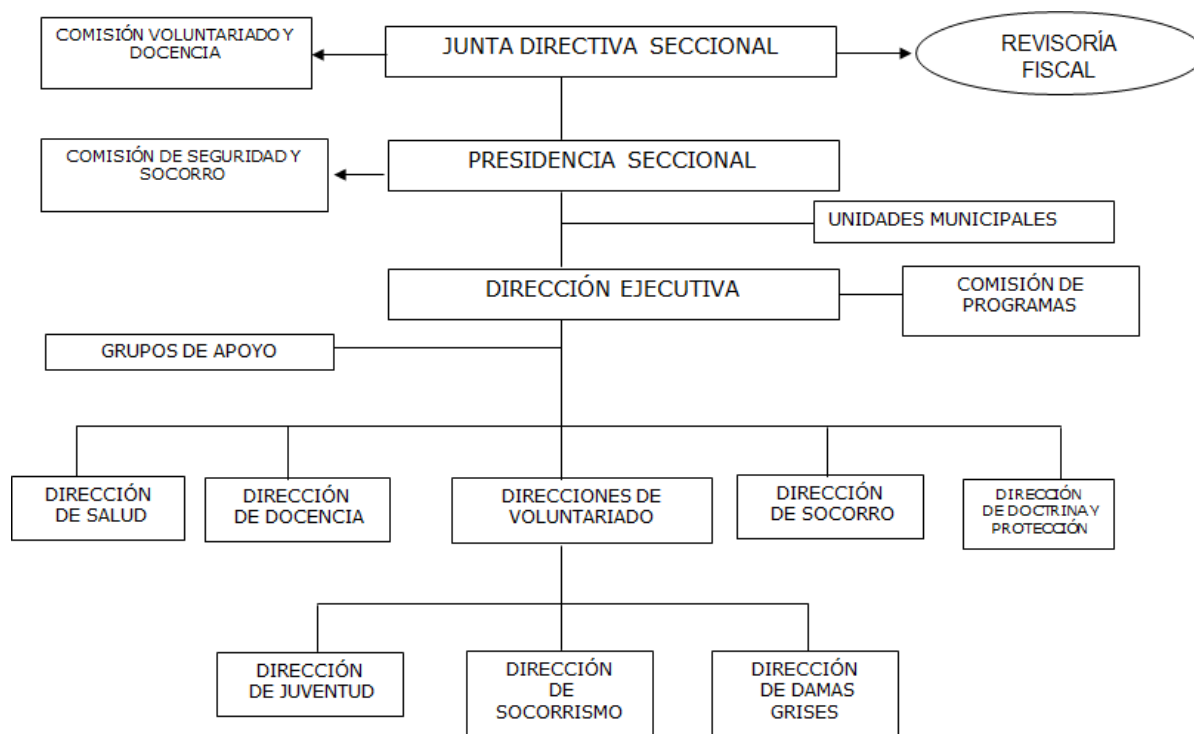 COMISIÓN VOLUNTARIADO Y
DOCENCIA
JUNTA DIRECTIVA SECCIONAL
REVISORÍA
FISCAL
COMISIÓN DE SEGURIDAD Y
SOCORRO
PRESIDENCIA SECCIONAL
UNIDADES MUNICIPALES
DIRECCIÓN EJECUTIVA
COMISIÓN DE
PROGRAMAS
GRUPOS DE APOYO
DIRECCIÓN
DE SALUD
DIRECCIÓN
DE DOCENCIA
DIRECCIONES DE
VOLUNTARIADO
DIRECCIÓN
DE SOCORRO
DIRECCIÓN
DE DOCTRINA Y
PROTECCIÓN
DIRECCIÓN
DE JUVENTUD
DIRECCIÓN
DE
SOCORRISMO
DIRECCIÓN
DE DAMAS
GRISES